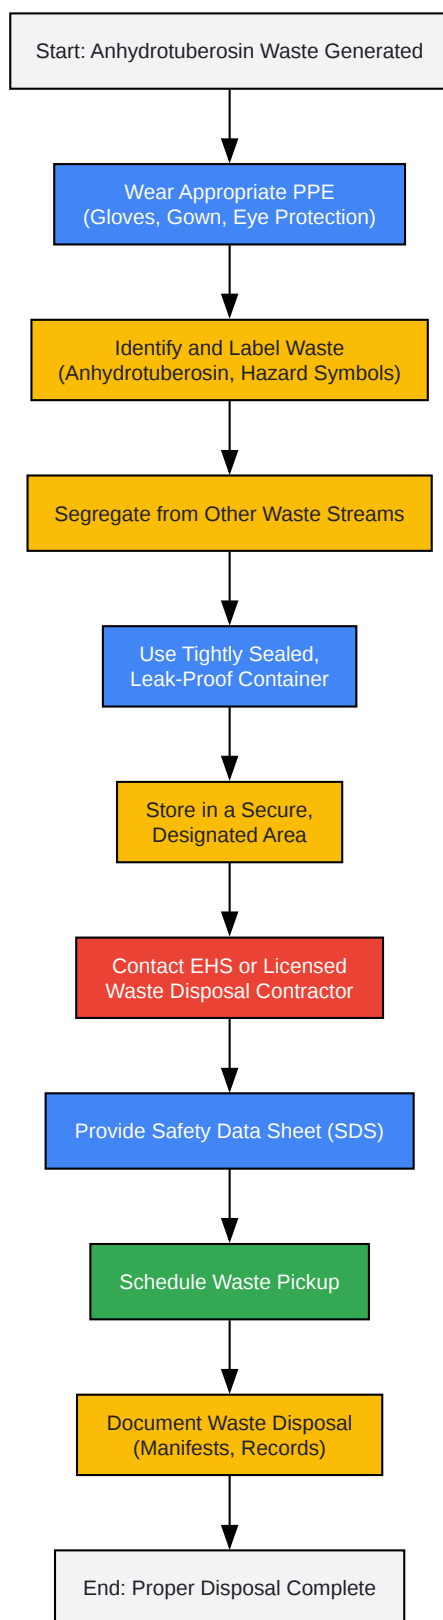 Start: Anhydrotuberosin Waste Generated
Wear Appropriate PPE
(Gloves, Gown, Eye Protection)
Identify and Label Waste
(Anhydrotuberosin, Hazard Symbols)
Segregate from Other Waste Streams
Use Tightly Sealed,
Leak-Proof Container
Store in a Secure,
Designated Area
Contact EHS or Licensed
Waste Disposal Contractor
Provide Safety Data Sheet (SDS)
Schedule Waste Pickup
Document Waste Disposal
(Manifests, Records)
End: Proper Disposal Complete